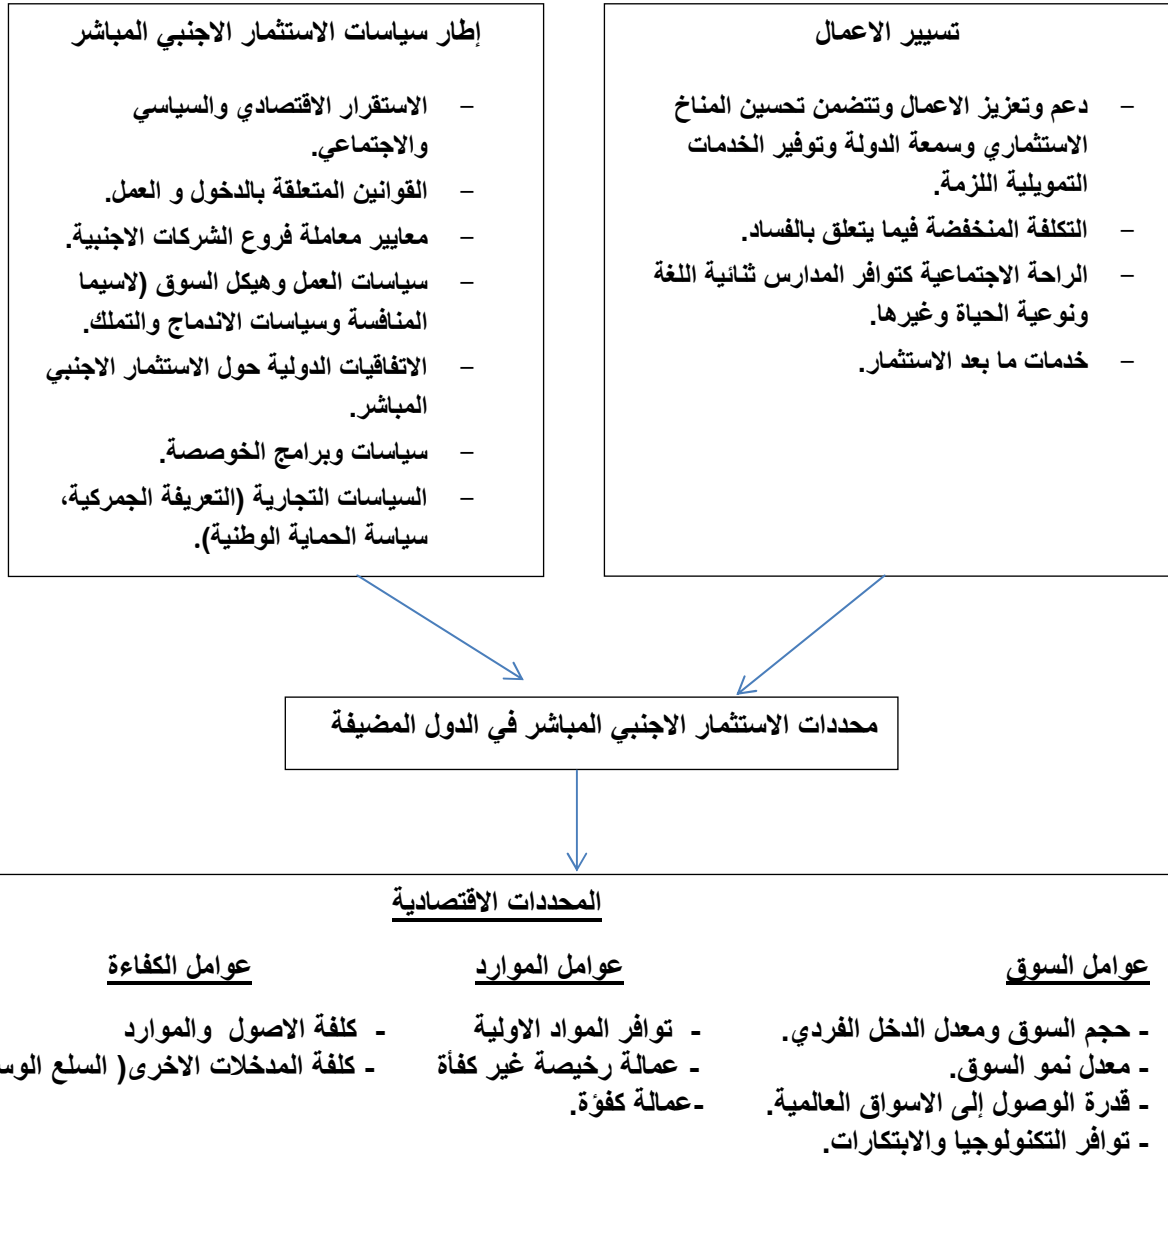 تسيير الاعمال
– دعم وتعزيز الاعمال وتتضمن تحسين المناخ
الاستثماري وسمعة الدولة وتوفير الخدمات
التمويلية اللزمة.
– التكلفة المنخفضة فيما يتعلق بالفساد.
– الراحة الاجتماعية كتوافر المدارس ثنائية اللغة
ونوعية الحياة وغيرها.
– خدمات ما بعد الاستثمار.
إطار سياسات الاستثمار الاجنبي المباشر
– الاستقرار الاقتصادي والسياسي
والاجتماعي.
– القوانين المتعلقة بالدخول و العمل.
– معايير معاملة فروع الشركات الاجنبية.
– سياسات العمل وهيكل السوق (لاسيما
المنافسة وسياسات الاندماج والتملك.
– الاتفاقيات الدولية حول الاستثمار الاجنبي
المباشر.
– سياسات وبرامج الخوصصة.
– السياسات التجارية (التعريفة الجمركية،
سياسة الحماية الوطنية).
محددات الاستثمار الاجنبي المباشر في الدول المضيفة
المحددات الاقتصادية
عوامل السوق
- حجم السوق ومعدل الدخل الفردي.
- معدل نمو السوق.
- قدرة الوصول إلى الاسواق العالمية.
- توافر التكنولوجيا والابتكارات.
عوامل الموارد
- توافر المواد الاولية
- عمالة رخيصة غير كفأة
-عمالة كفؤة.
عوامل الكفاءة
- كلفة الاصول والموارد
- كلفة المدخلات الاخرى( السلع